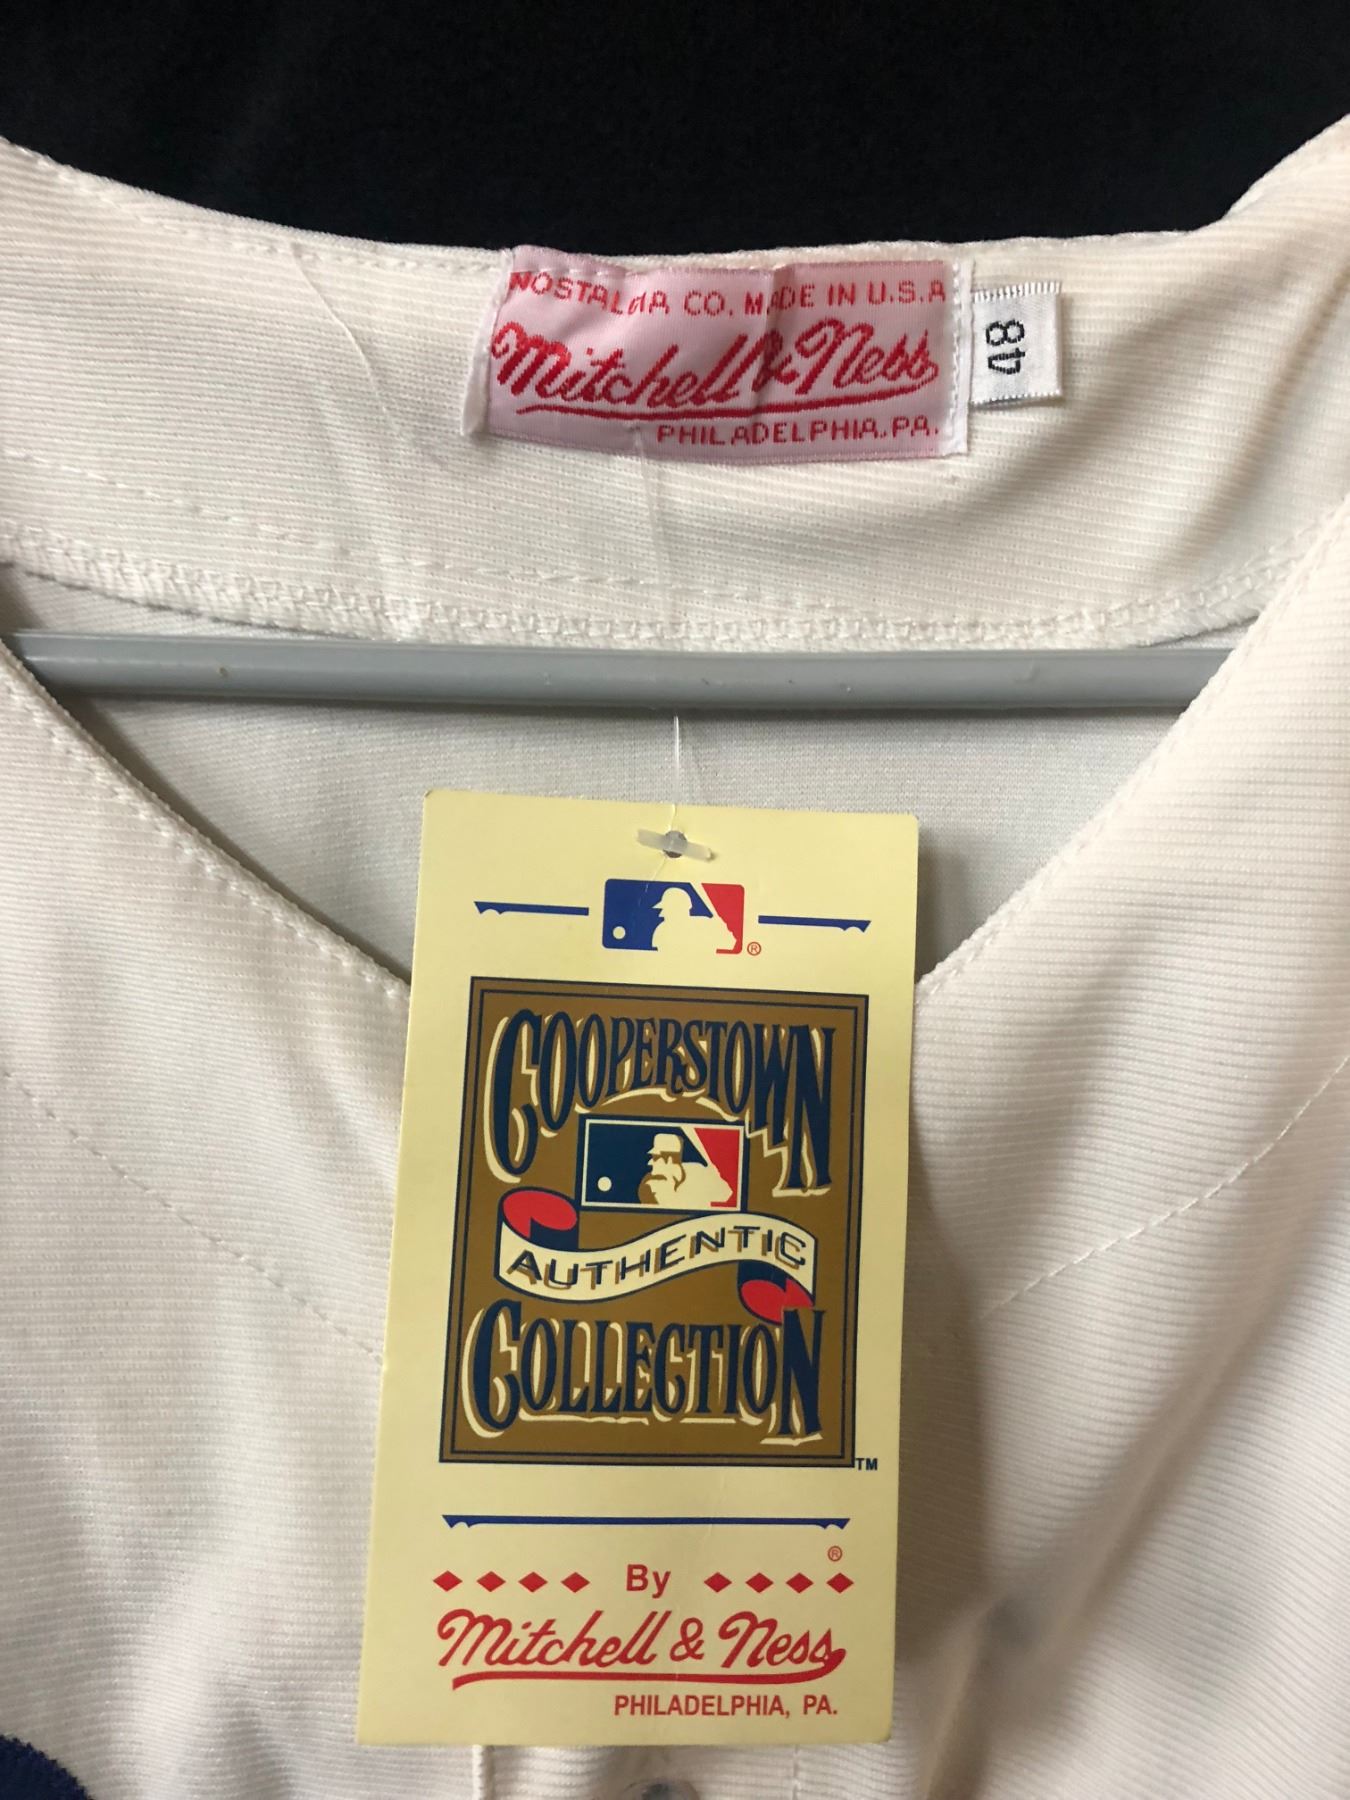 NOSTALGIA CO. MADE IN U.S.A
Mitchell & Ness
PHILADELPHIA. PA.
48
®
COOPERSTOWN
AUTHENTIC
COLLECTION
TM
®
By
Mitchell & Ness
PHILADELPHIA, PA.